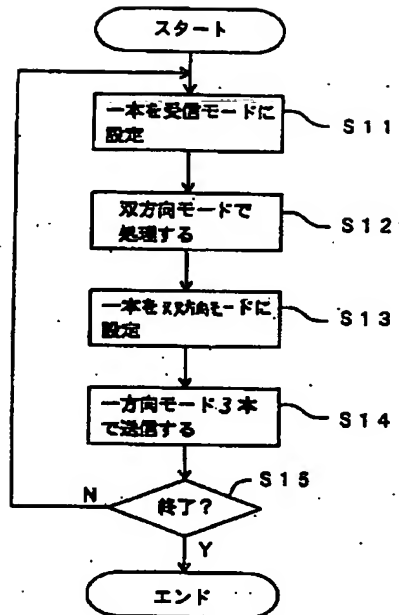 スタート
一本を受信モードに
設定
S11
双方向モードで
処理する
S12
一本を双方向モードに
設定
S13
一方向モード3本
で送信する
S14
S15
終了?
N
Y
エンド